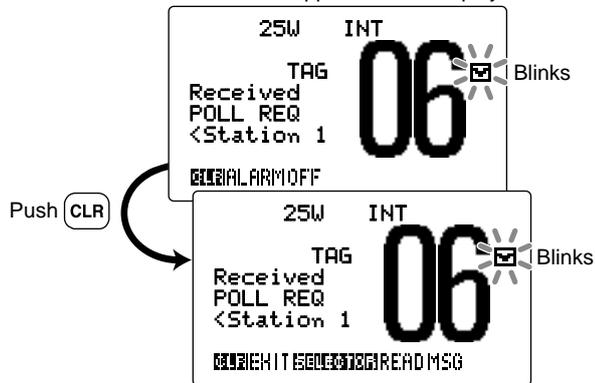 25W INT
TAG
06
Blinks
Received
POLL REQ
<Station 1
CLR ALARM OFF
Push CLR
25W INT
TAG
06
Blinks
Received
POLL REQ
<Station 1
CLR EXIT SELECTOR READ MSG